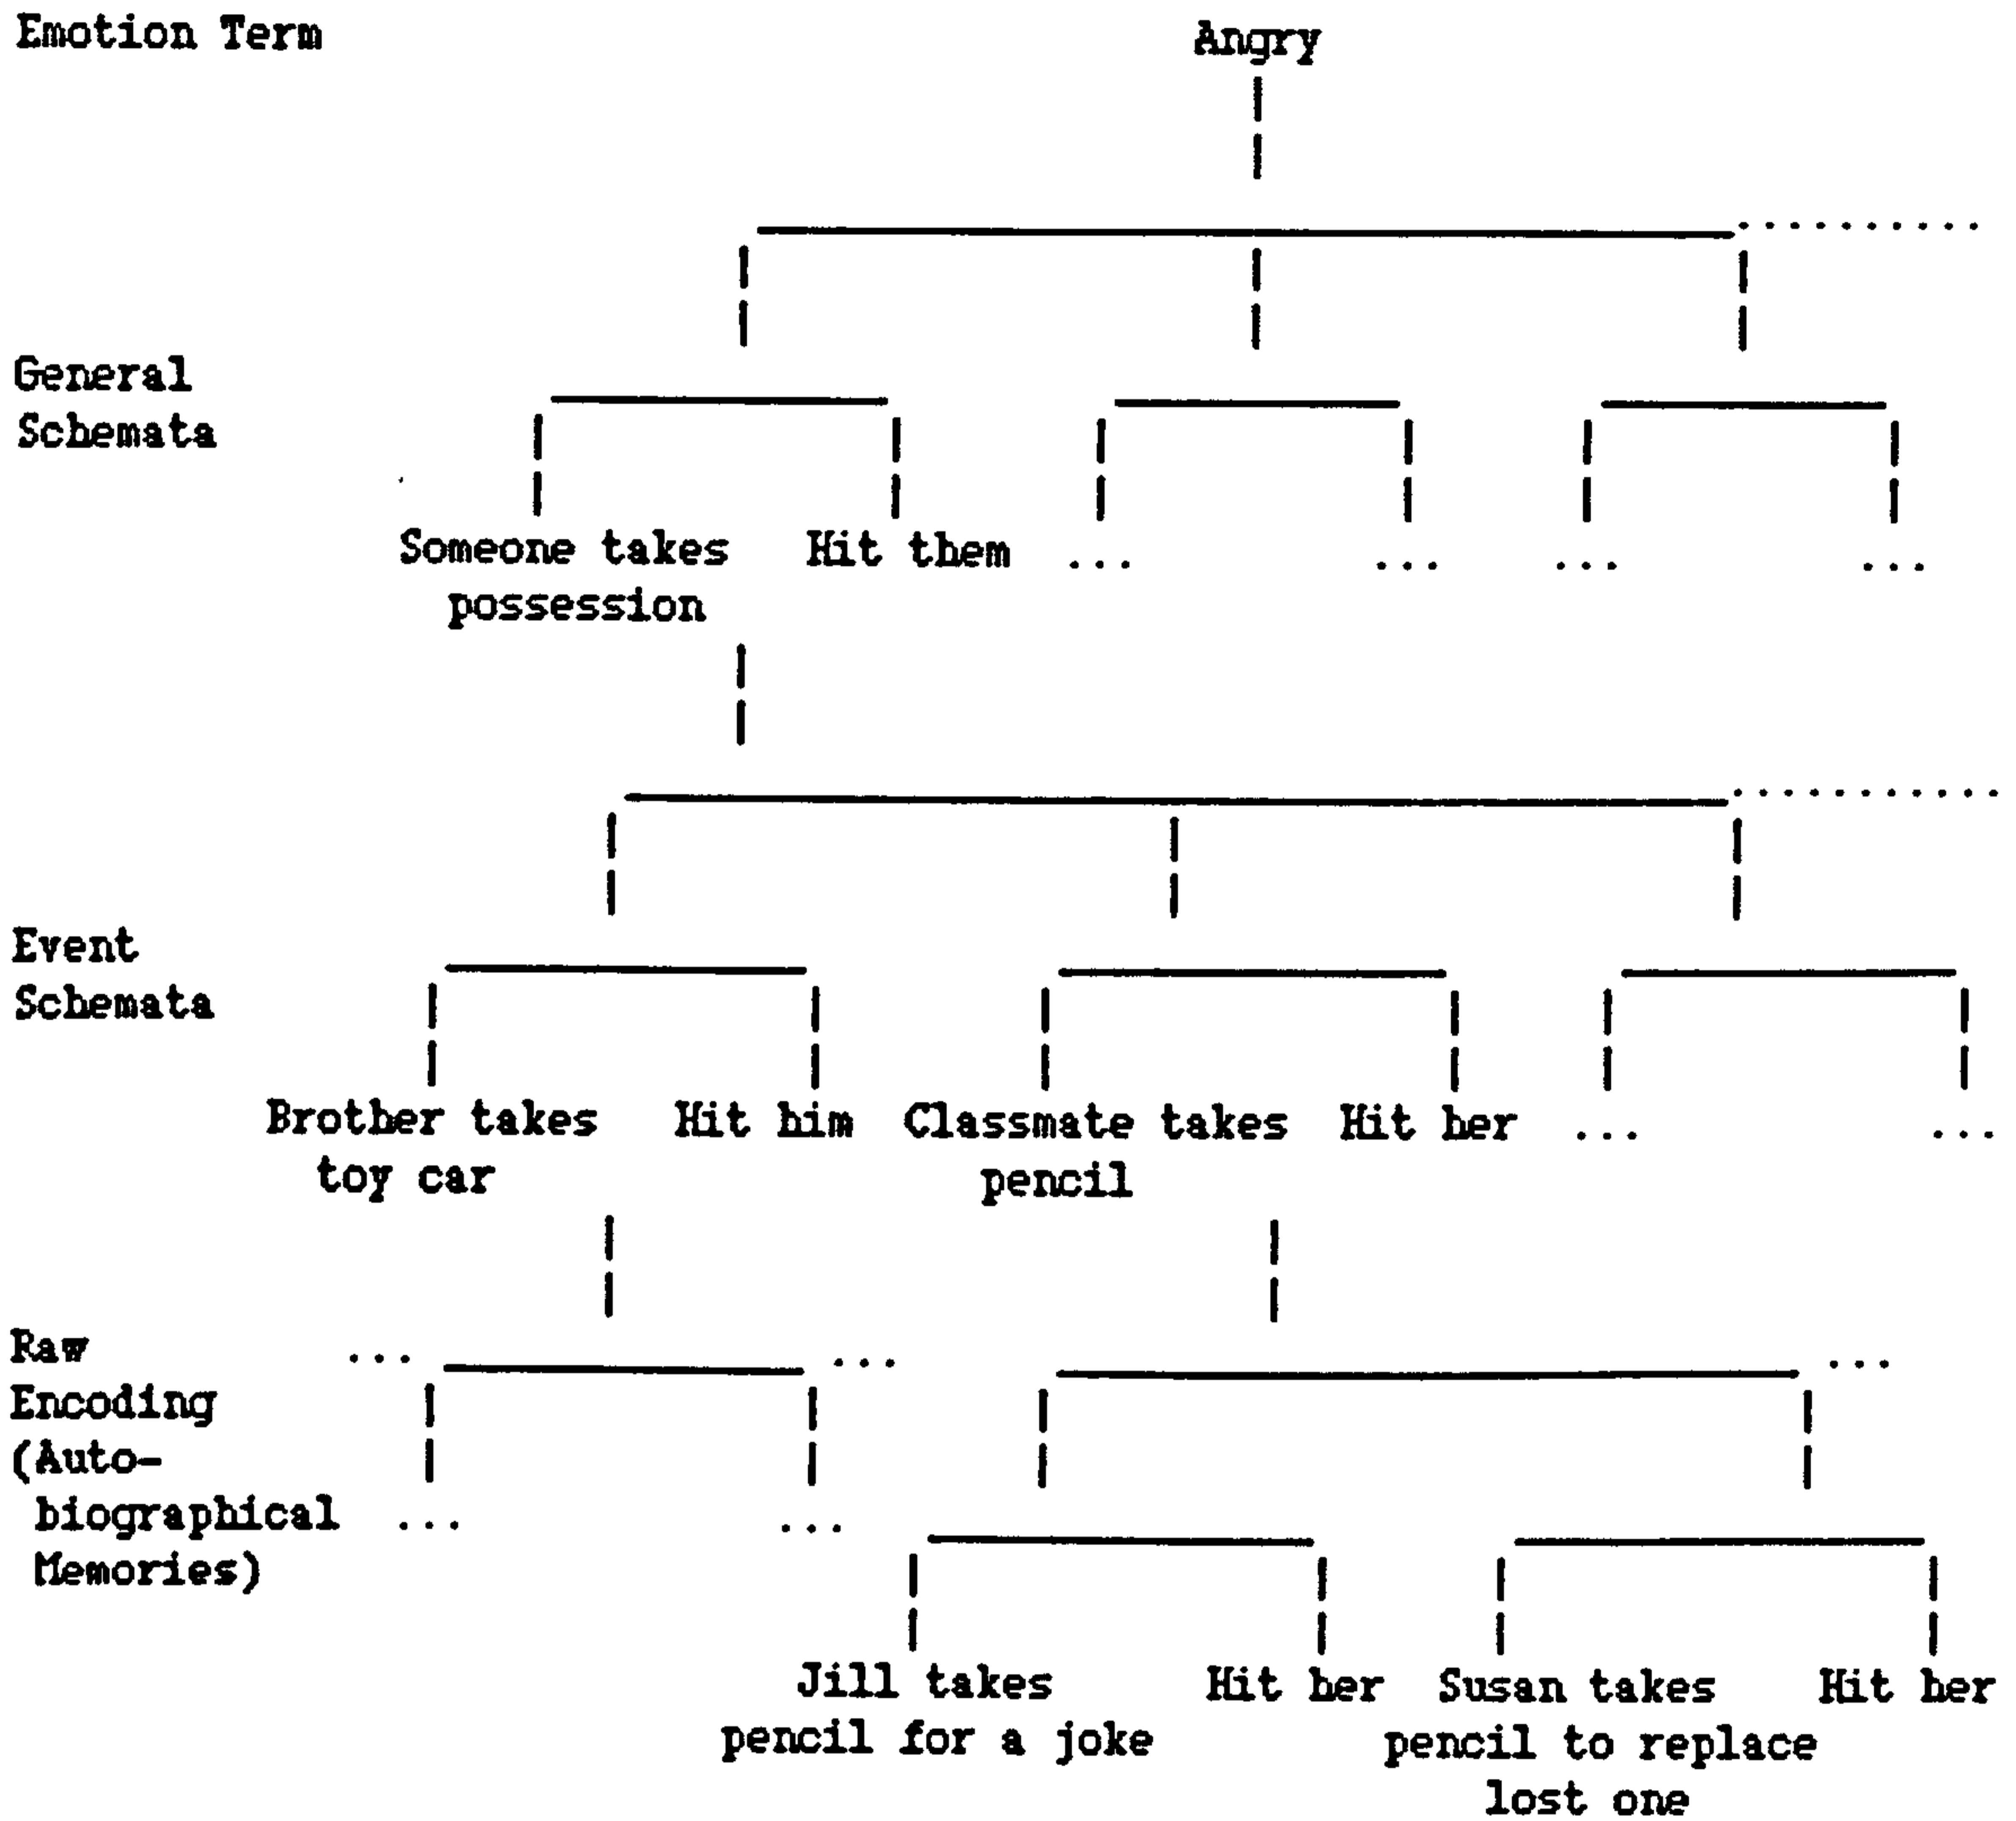 Emotion Term
Angry
General
Schemata
Someone takes
possession
Hit them
...
...
...
...
Event
Schemata
Brother takes
toy car
Hit him
Classmate takes
pencil
Hit her
...
...
Raw
Encoding
(Auto-
biographical
Memories)
...
...
...
...
...
Jill takes
pencil for a joke
Hit her
Susan takes
pencil to replace
lost one
Hit her